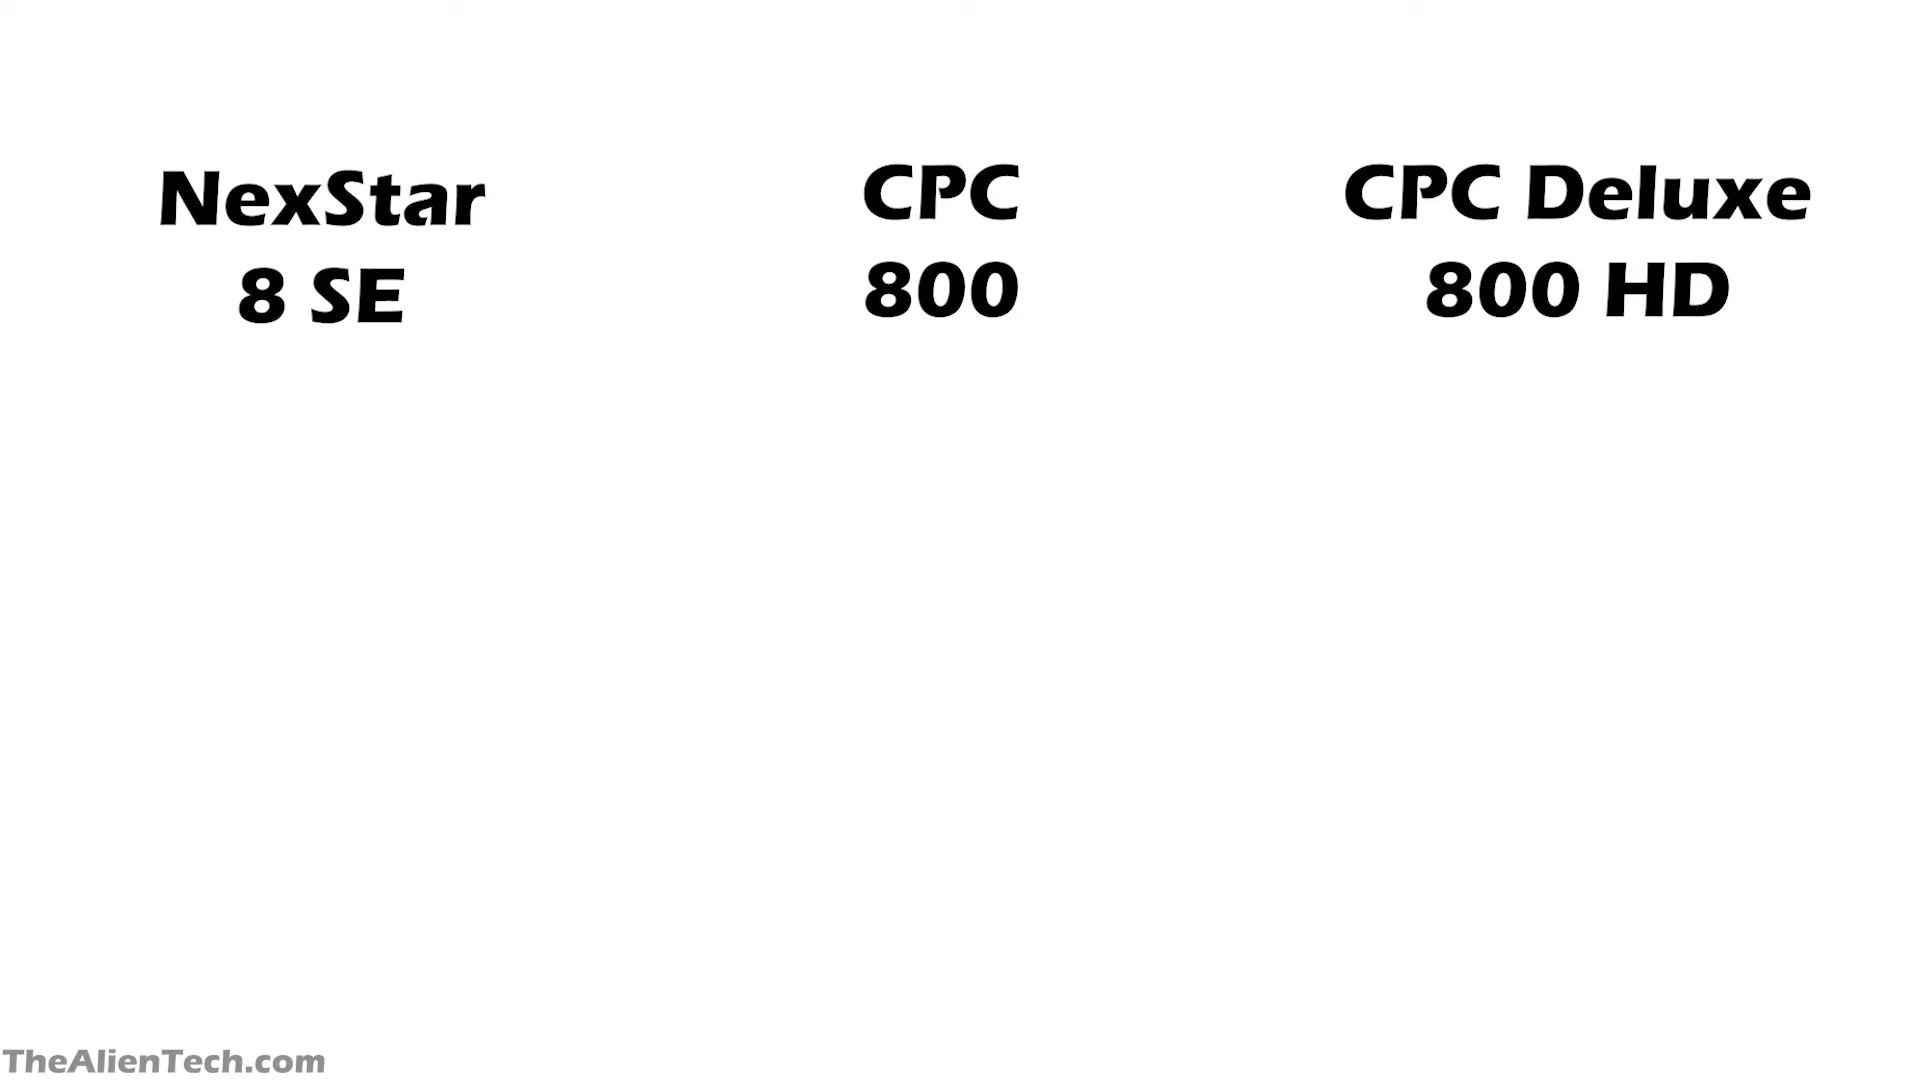 NexStar
8 SE
CPC
800
CPC Deluxe
800 HD
TheAlienTech.com